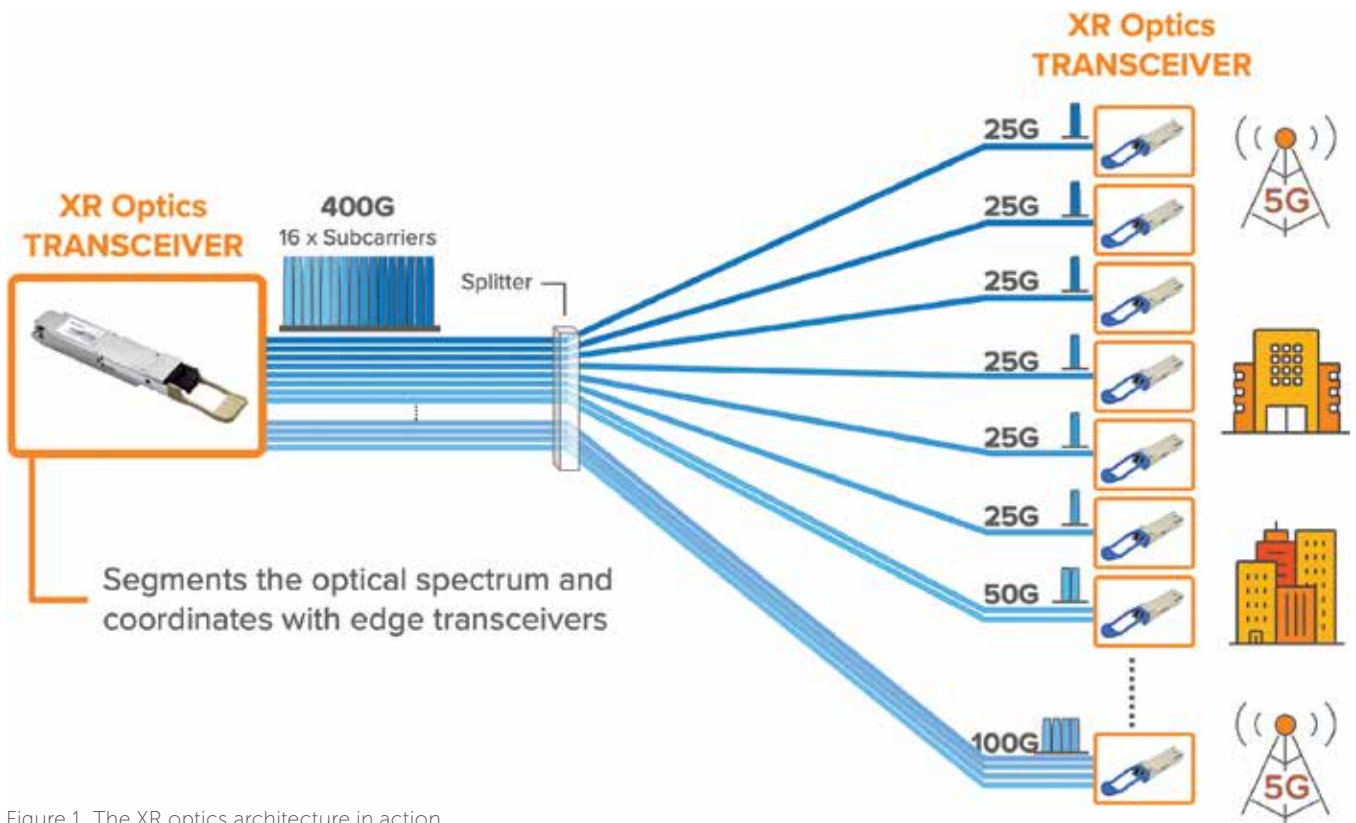 XR Optics
TRANSCEIVER
XR Optics
TRANSCEIVER
400G
16 x Subcarriers
Splitter
25G
25G
25G
25G
25G
25G
50G
100G
5G
5G
Segments the optical spectrum and
coordinates with edge transceivers
Figure 1. The XR optics architecture in action